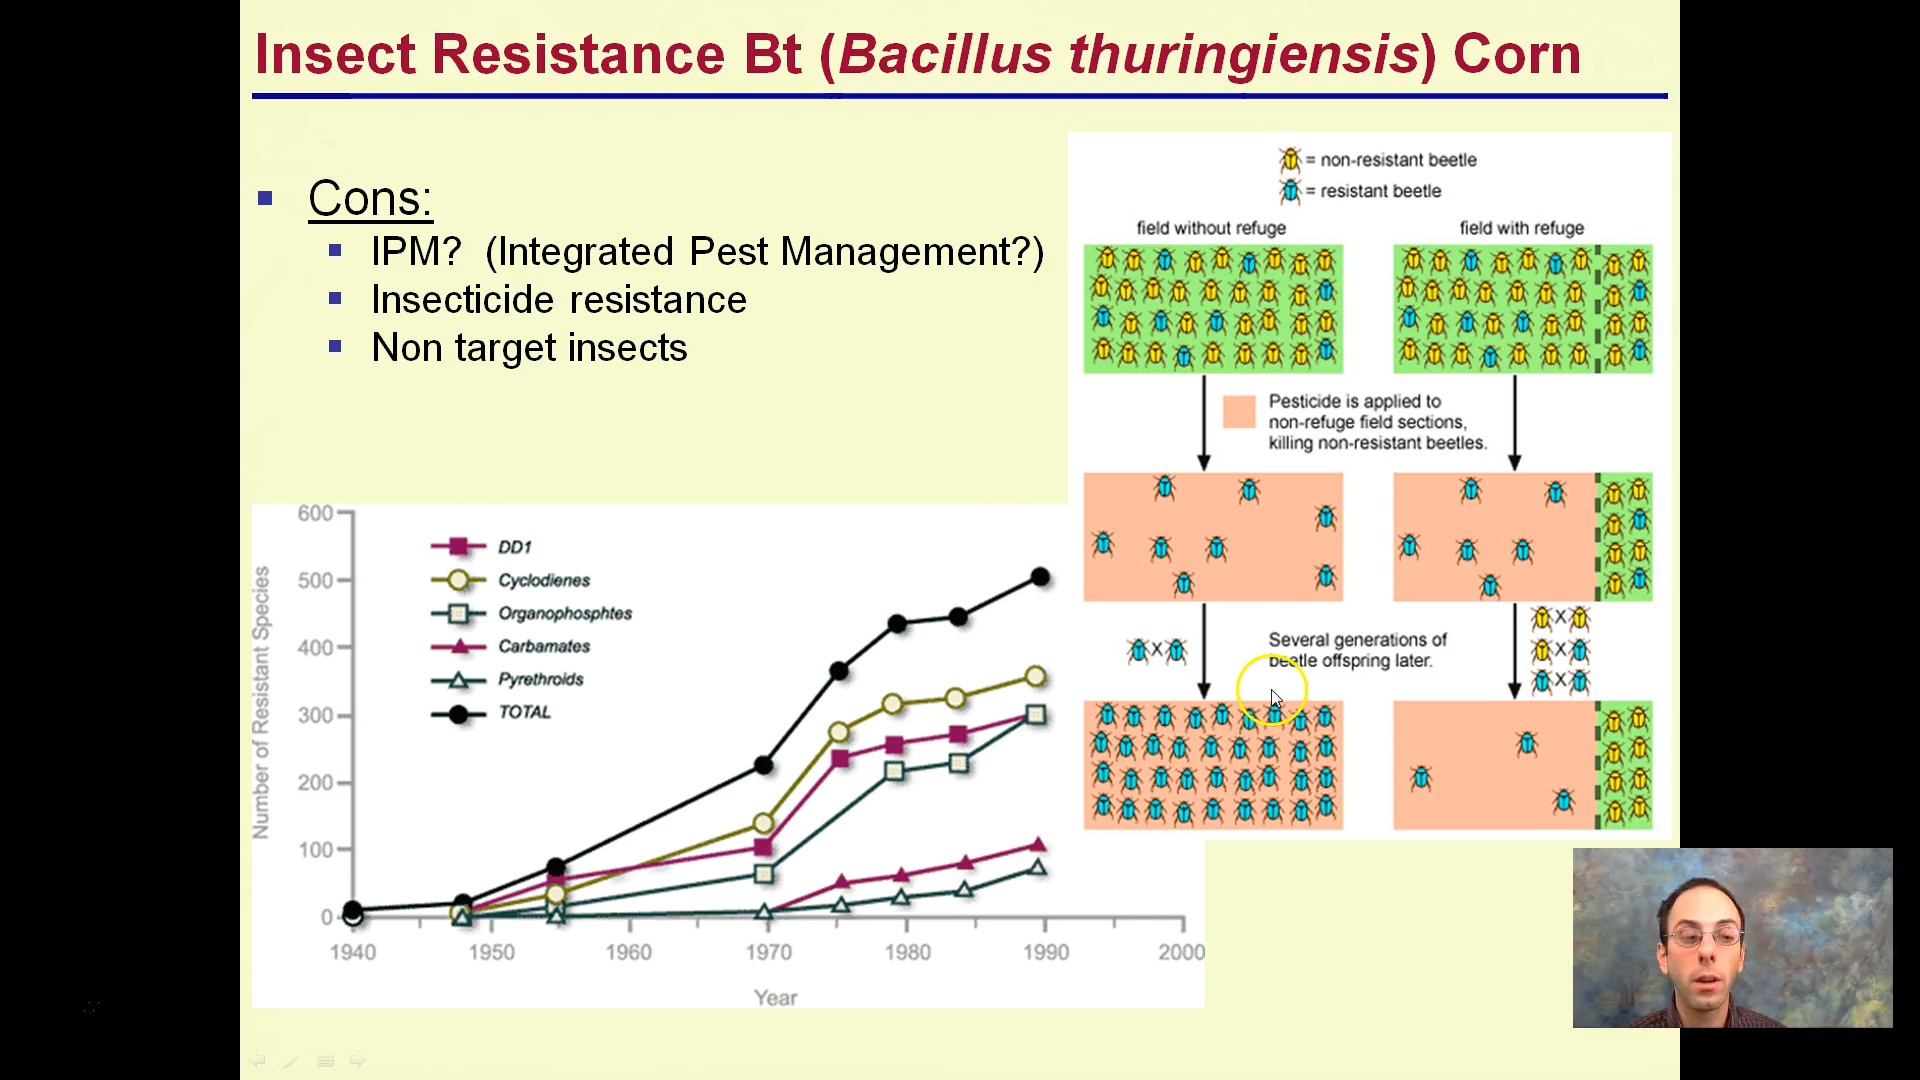 Insect Resistance Bt (Bacillus thuringiensis) Corn
Cons:
IPM? (Integrated Pest Management?)
Insecticide resistance
Non target insects
= non-resistant beetle
= resistant beetle
field without refuge
field with refuge
Pesticide is applied to
non-refuge field sections,
killing non-resistant beetles.
X
Several generations of
beetle offspring later.
X
X
X
Number of Resistant Species
600
500
400
300
200
100
0
DD1
Cyclodienes
Organophosphtes
Carbamates
Pyrethroids
TOTAL
1940 1950 1960 1970 1980 1990 2000
Year